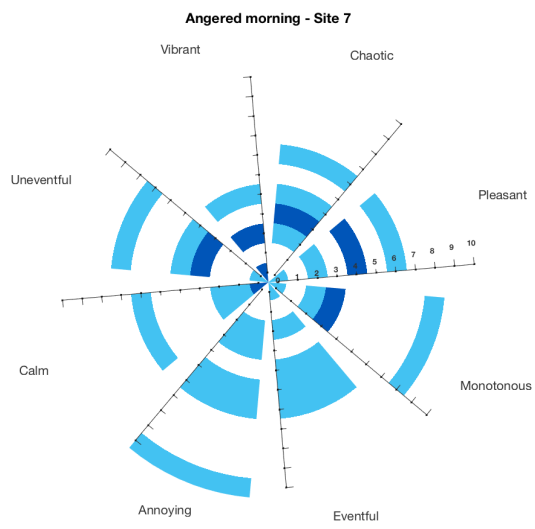 Angered morning - Site 7
Vibrant
Chaotic
Uneventful
Pleasant
0 1 2 3 4 5 6 7 8 9 10
Calm
Monotonous
Annoying
Eventful